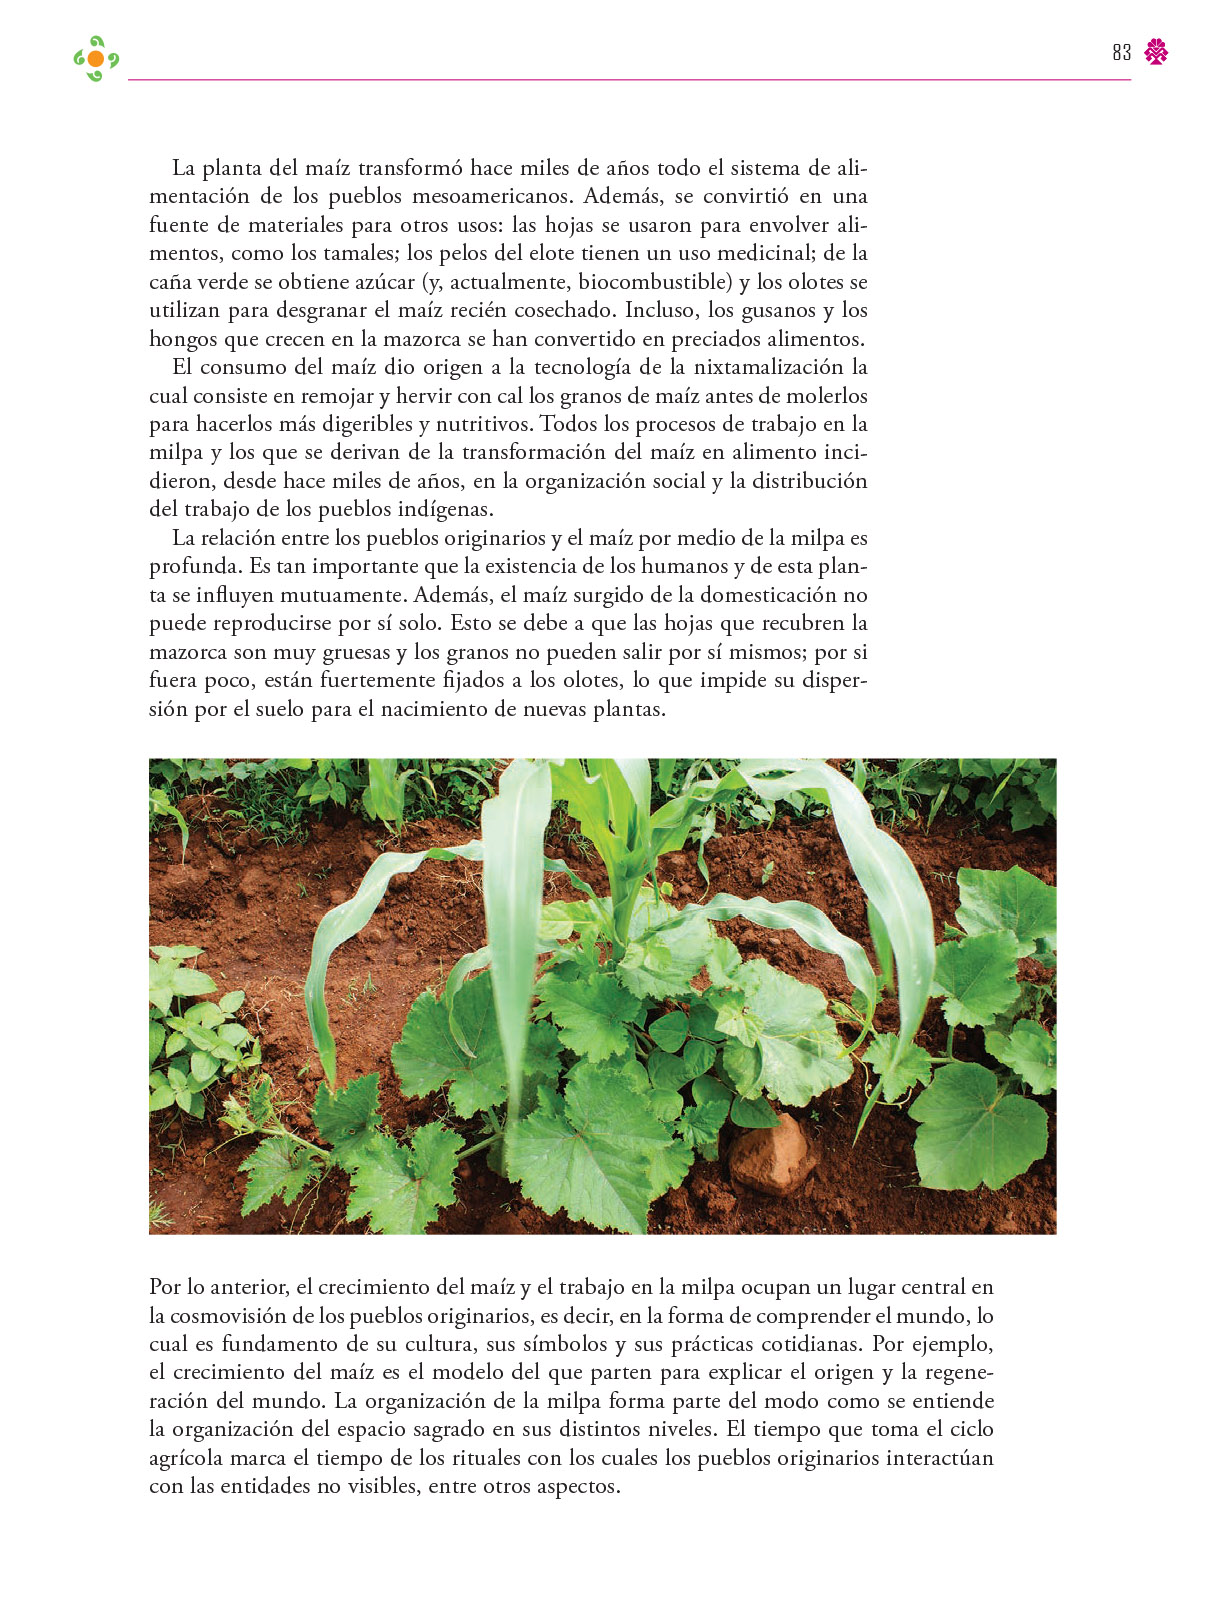 83
La planta del maíz transformó hace miles de años todo el sistema de ali-
mentación de los pueblos mesoamericanos. Además, se convirtió en una
fuente de materiales para otros usos: las hojas se usaron para envolver ali-
mentos, como los tamales; los pelos del elote tienen un uso medicinal; de la
caña verde se obtiene azúcar (y, actualmente, biocombustible) y los olotes se
utilizan para desgranar el maíz recién cosechado. Incluso, los gusanos y los
hongos que crecen en la mazorca se han convertido en preciados alimentos.
El consumo del maíz dio origen a la tecnología de la nixtamalización la
cual consiste en remojar y hervir con cal los granos de maíz antes de molerlos
para hacerlos más digeribles y nutritivos. Todos los procesos de trabajo en la
milpa y los que se derivan de la transformación del maíz en alimento inci-
dieron, desde hace miles de años, en la organización social y la distribución
del trabajo de los pueblos indígenas.
La relación entre los pueblos originarios y el maíz por medio de la milpa es
profunda. Es tan importante que la existencia de los humanos y de esta plan-
ta se influyen mutuamente. Además, el maíz surgido de la domesticación no
puede reproducirse por sí solo. Esto se debe a que las hojas que recubren la
mazorca son muy gruesas y los granos no pueden salir por sí mismos; por si
fuera poco, están fuertemente fijados a los olotes, lo que impide su disper-
sión por el suelo para el nacimiento de nuevas plantas.
Por lo anterior, el crecimiento del maíz y el trabajo en la milpa ocupan un lugar central en
la cosmovisión de los pueblos originarios, es decir, en la forma de comprender el mundo, lo
cual es fundamento de su cultura, sus símbolos y sus prácticas cotidianas. Por ejemplo,
el crecimiento del maíz es el modelo del que parten para explicar el origen y la regene-
ración del mundo. La organización de la milpa forma parte del modo como se entiende
la organización del espacio sagrado en sus distintos niveles. El tiempo que toma el ciclo
agrícola marca el tiempo de los rituales con los cuales los pueblos originarios interactúan
con las entidades no visibles, entre otros aspectos.